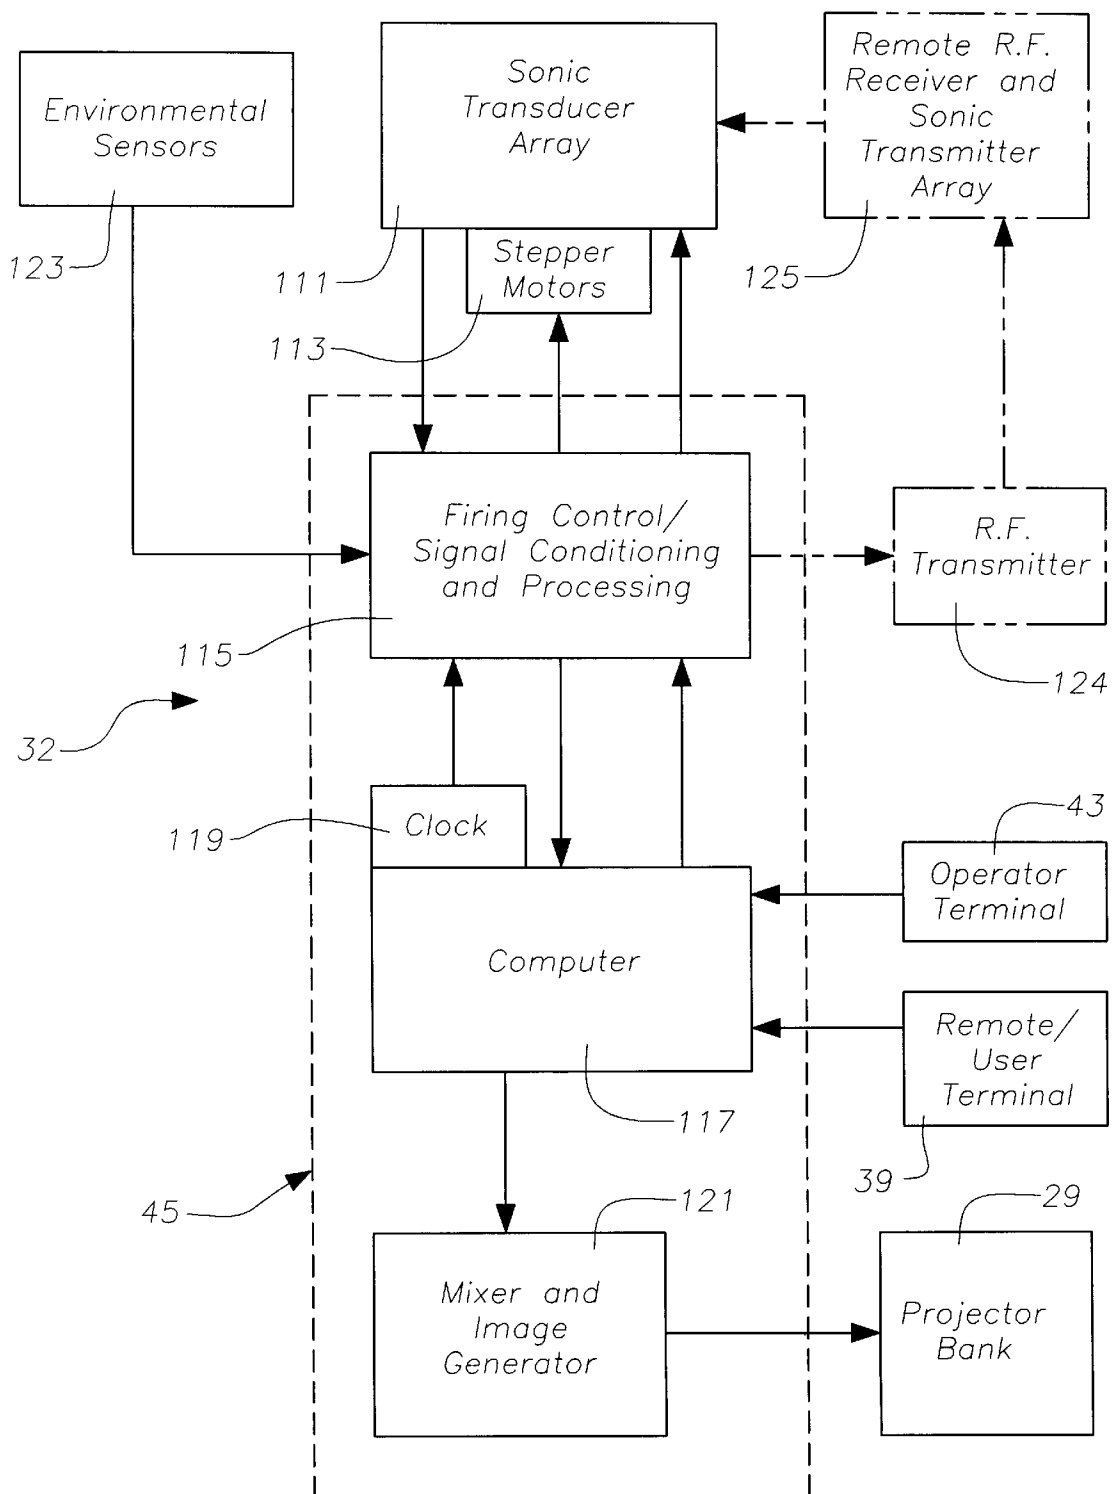 Environmental
Sensors
123
Sonic
Transducer
Array
111
Stepper
Motors
113
Remote R.F.
Receiver and
Sonic
Transmitter
Array
125
Firing Control/
Signal Conditioning
and Processing
115
R.F.
Transmitter
124
32
Clock
119
43
Operator
Terminal
Computer
117
Remote/
User
Terminal
39
45
121
Mixer and
Image
Generator
29
Projector
Bank